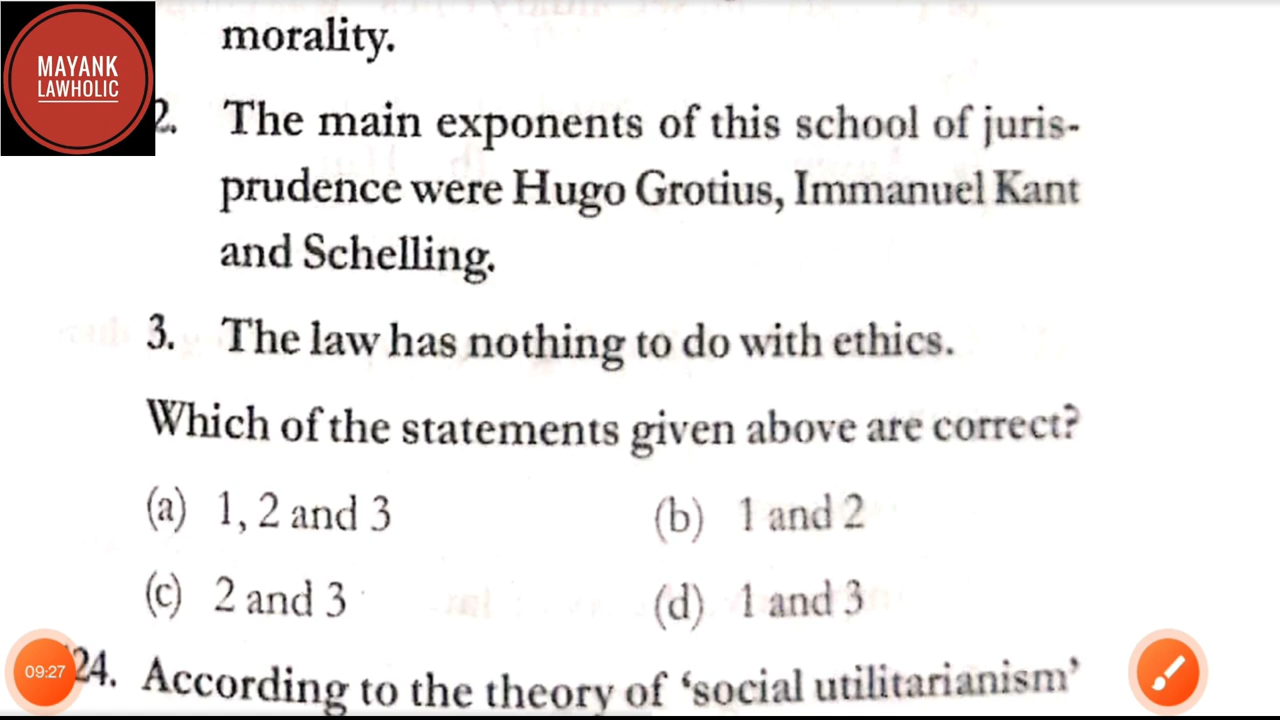 MAYANK
LAWHOLIC
morality.
2. The main exponents of this school of juris-
prudence were Hugo Grotius, Immanuel Kant
and Schelling.
3. The law has nothing to do with ethics.
Which of the statements given above are correct?
(a) 1, 2 and 3 (b) 1 and 2
(c) 2 and 3 (d) 1 and 3
24. According to the theory of ‘social utilitarianism’
09:27